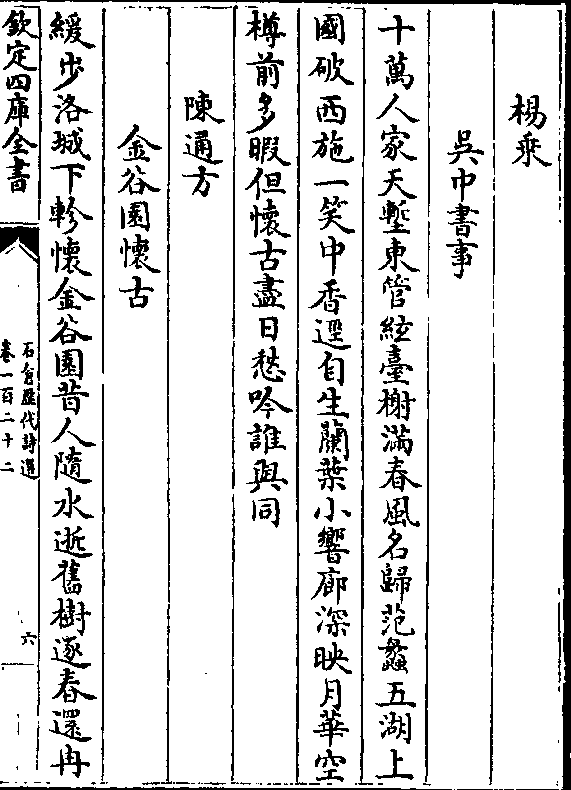 楊乘
吳中書事
十萬人家天塹東管絃臺榭滿春風名歸范蠡五湖上
國破西施一笑中香逕自生蘭葉小響廊深映月華空
樽前多暇但懷古盡日愁吟誰與同
陳通方
金谷園懷古
緩步洛城下軫懷金谷園昔人隨水逝舊樹逐春還冉
欽定四庫全書
石倉歷代詩選
卷一百二十二
六